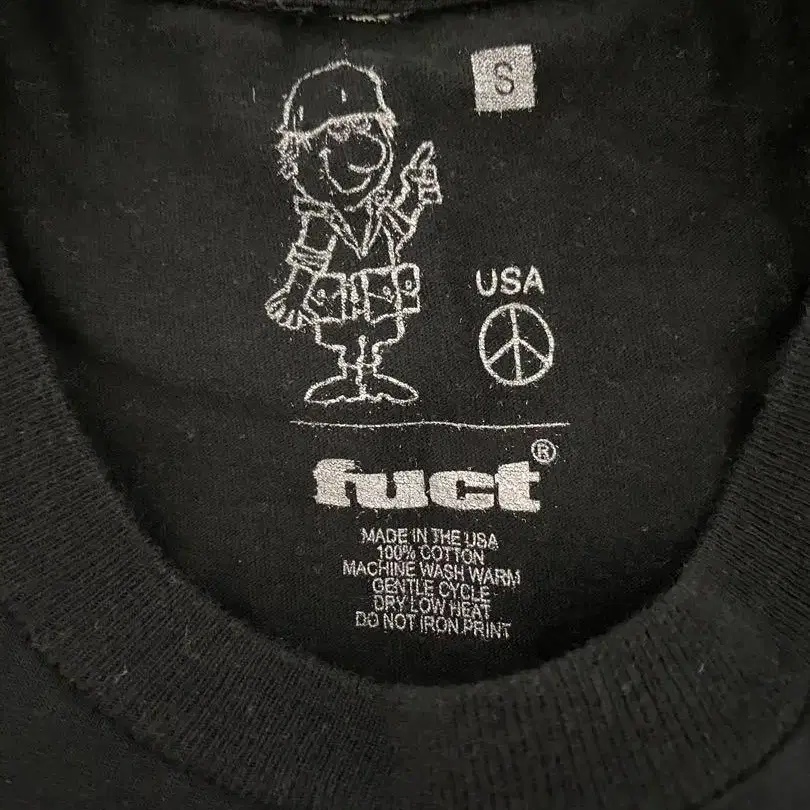 S
USA
fuct®
MADE IN THE USA
100% COTTON
MACHINE WASH WARM
GENTLE CYCLE
DRY LOW HEAT
DO NOT IRON PRINT